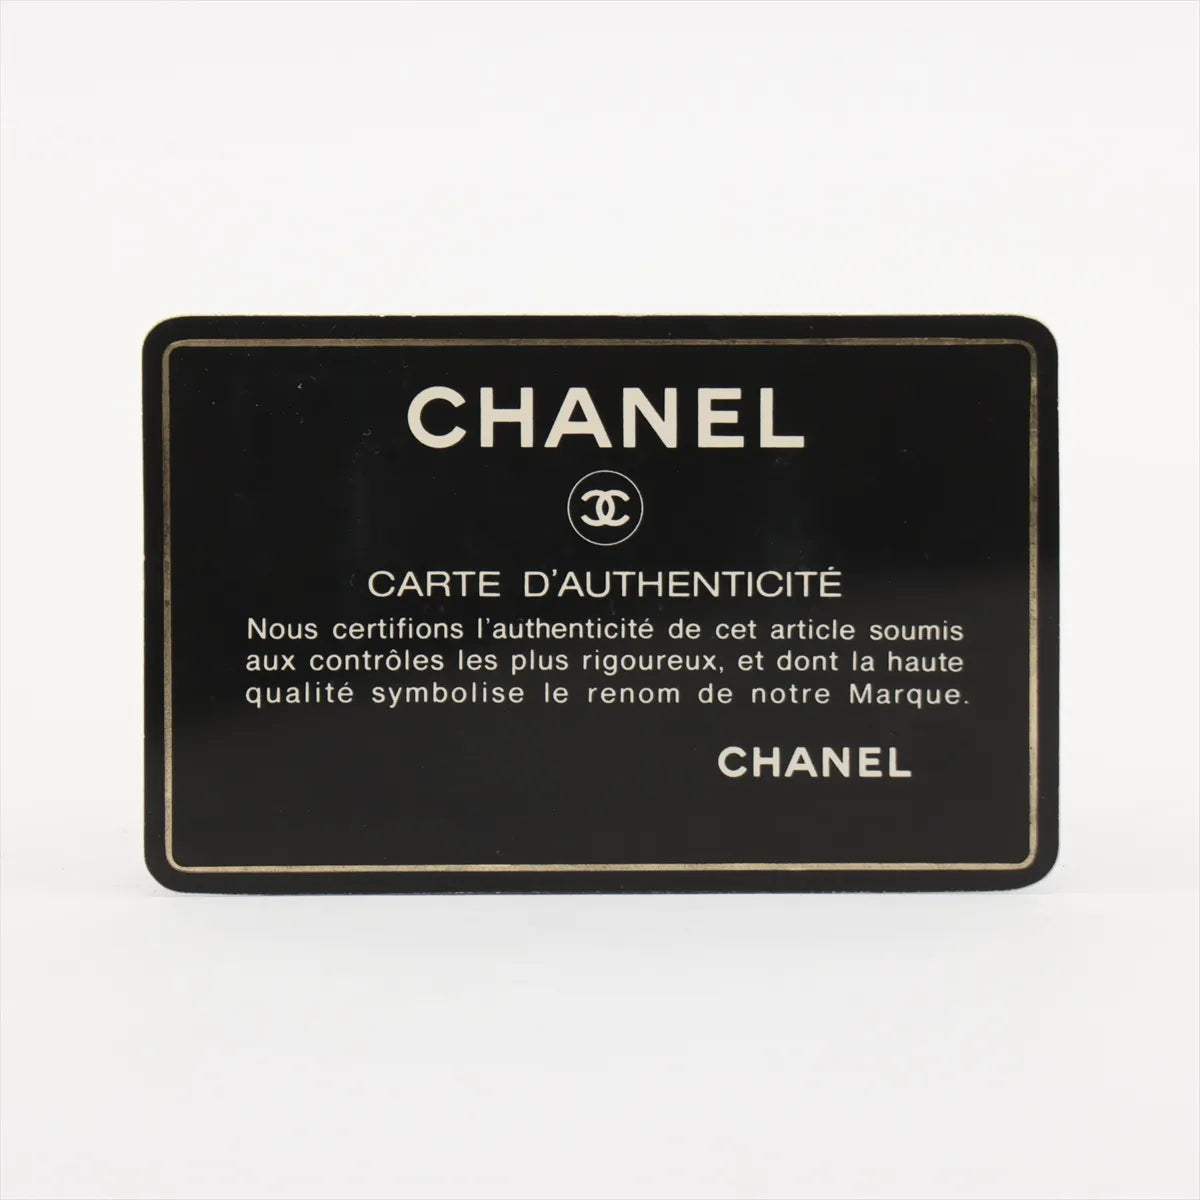 CHANEL
CARTE D'AUTHENTICITÉ
Nous certifions l'authenticité de cet article soumis
aux contrôles les plus rigoureux, et dont la haute
qualité symbolise le renom de notre Marque.
CHANEL